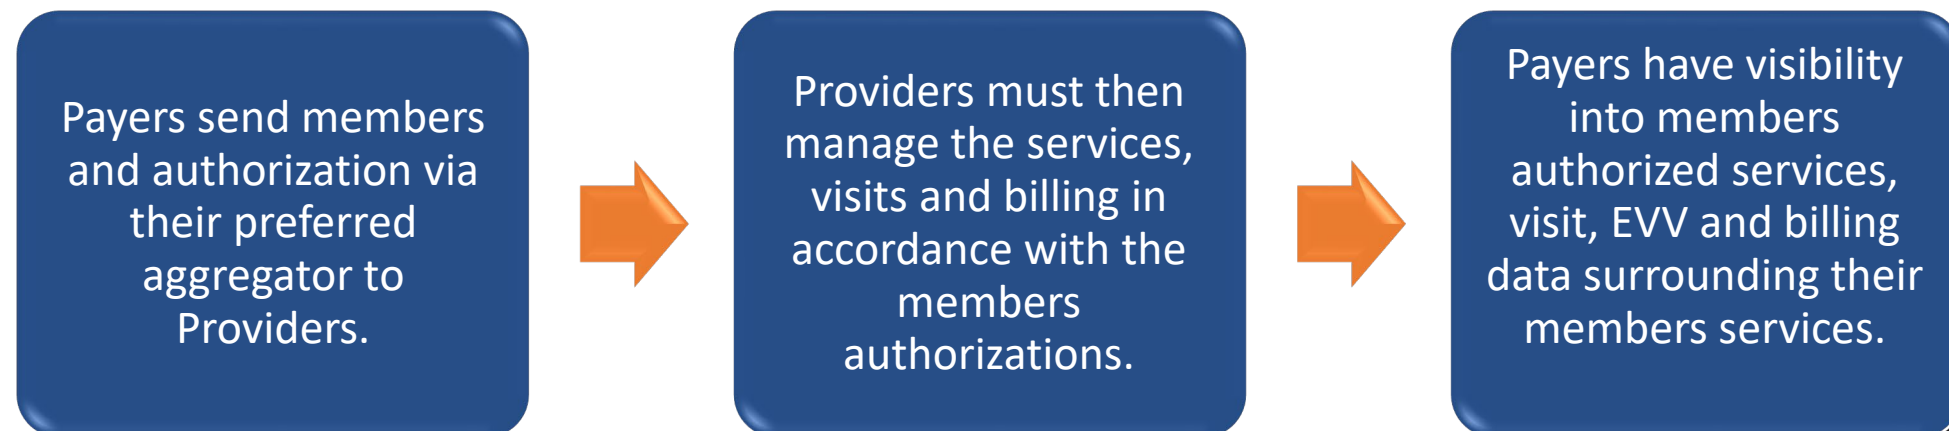 Payers send members
and authorization via
their preferred
aggregator to
Providers.
Providers must then
manage the services,
visits and billing in
accordance with the
members
authorizations.
Payers have visibility
into members
authorized services,
visit, EVV and billing
data surrounding their
members services.